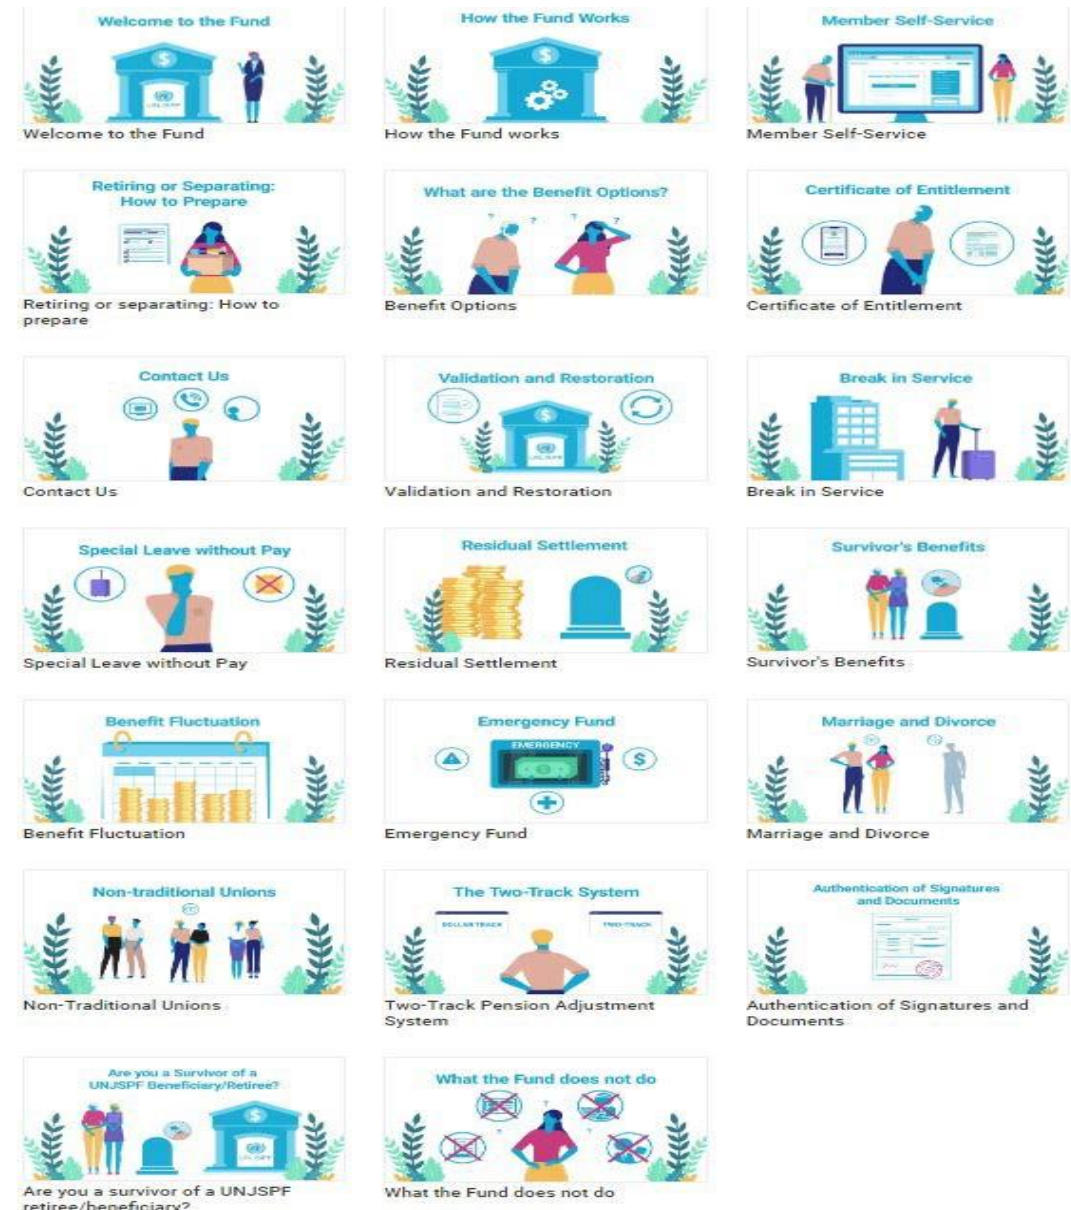 Welcome to the Fund
UNJSPF
Welcome to the Fund
How the Fund Works
How the Fund works
Member Self-Service
Member Self-Service
Retiring or Separating:
How to Prepare
Retiring or separating: How to
prepare
What are the Benefit Options?
? ? ? ?
Benefit Options
Certificate of Entitlement
Certificate of Entitlement
Contact Us
Contact Us
Validation and Restoration
UNJSPF
Validation and Restoration
Break in Service
Break in Service
Special Leave without Pay
Special Leave without Pay
Residual Settlement
Residual Settlement
Survivor's Benefits
Survivor's Benefits
Benefit Fluctuation
Benefit Fluctuation
Emergency Fund
EMERGENCY
$
Emergency Fund
Marriage and Divorce
Marriage and Divorce
Non-traditional Unions
Non-Traditional Unions
The Two-Track System
DOLLAR TRACK
TWO-TRACK
Two-Track Pension Adjustment
System
Authentication of Signatures
and Documents
Authentication of Signatures and
Documents
Are you a Survivor of a
UNJSPF Beneficiary/Retiree?
$
UNJSPF
Are you a survivor of a UNJSPF
retiree/beneficiary?
What the Fund does not do
What the Fund does not do